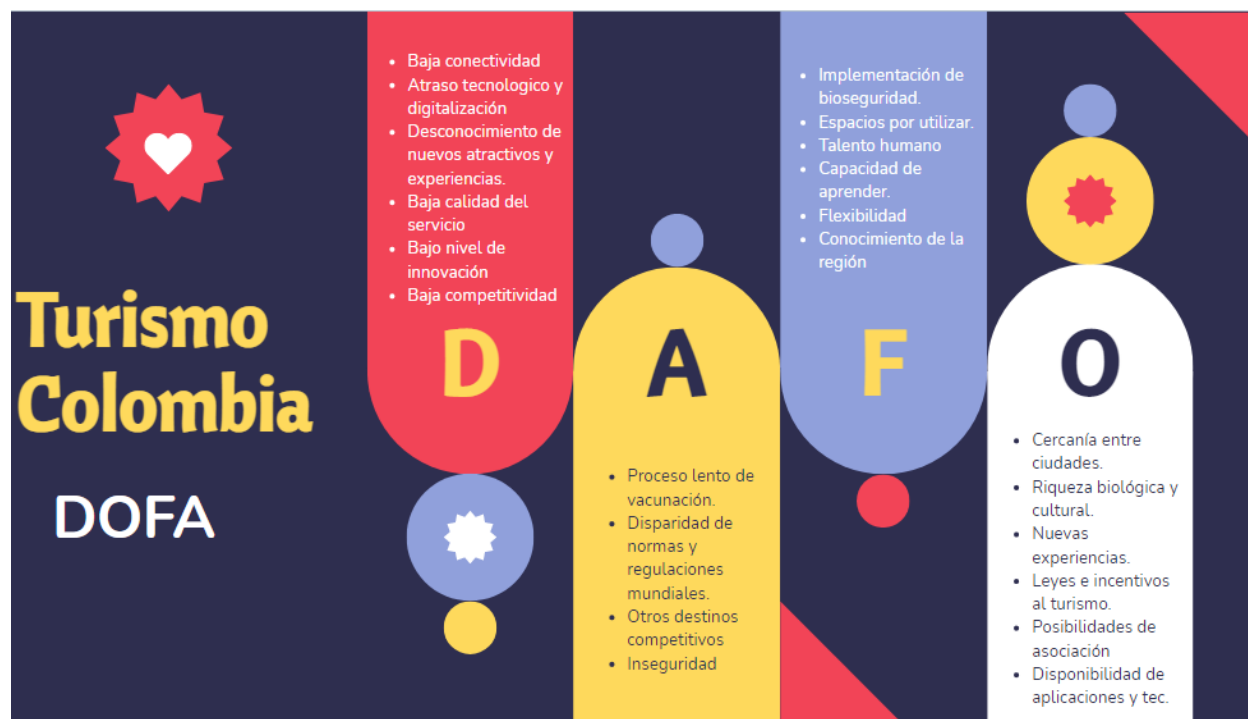 Turismo
Colombia
DOFA
• Baja conectividad
• Atraso tecnologico y
digitalización
• Desconocimiento de
nuevos atractivos y
experiencias.
• Baja calidad del
servicio
• Bajo nivel de
innovación
• Baja competitividad
D
A
• Proceso lento de
vacunación.
• Disparidad de
normas y
regulaciones
mundiales.
• Otros destinos
competitivos
• Inseguridad
• Implementación de
bioseguridad.
• Espacios por utilizar.
• Talento humano
• Capacidad de
aprender.
• Flexibilidad
• Conocimiento de la
región
F
O
• Cercanía entre
ciudades.
• Riqueza biológica y
cultural.
• Nuevas
experiencias.
• Leyes e incentivos
al turismo.
• Posibilidades de
asociación
• Disponibilidad de
aplicaciones y tec.